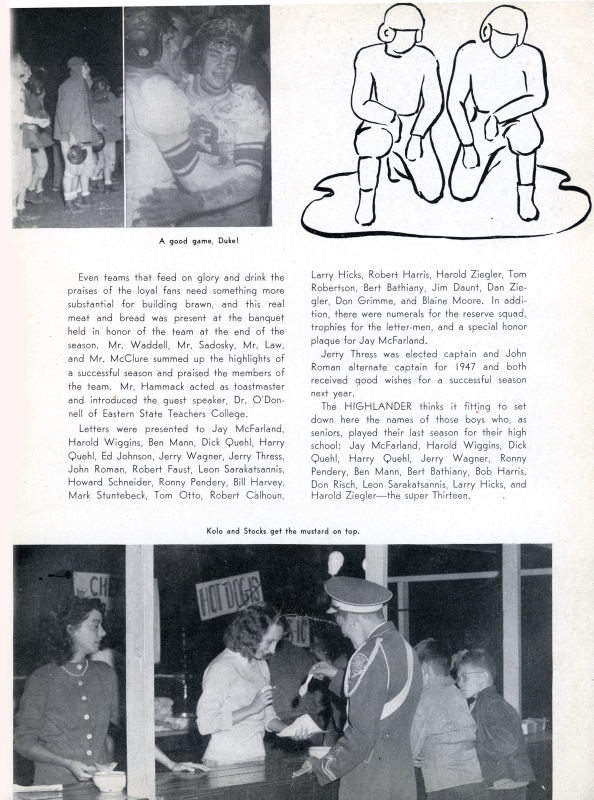 A good game, Duke!
Even teams that feed on glory and drink the
praises of the loyal fans need something more
substantial for building brawn, and this real
meat and bread was present at the banquet
held in honor of the team at the end of the
season. Mr. Waddell, Mr. Sadosky, Mr. Law,
and Mr. McClure summed up the highlights of
a successful season and praised the members of
the team. Mr. Hammack acted as toastmaster
and introduced the guest speaker, Dr. O'Don-
nell of Eastern State Teachers College.
Letters were presented to Jay McFarland,
Harold Wiggins, Ben Mann, Dick Quehl, Harry
Quehl, Ed Johnson, Jerry Wagner, Jerry Thress,
John Roman, Robert Faust, Leon Sarakatsannis,
Howard Schneider, Ronny Pendery, Bill Harvey,
Mark Stuntebeck, Tom Otto, Robert Calhoun,
Larry Hicks, Robert Harris, Harold Ziegler, Tom
Robertson, Bert Bathiany, Jim Daunt, Dan Zie-
gler, Don Grimme, and Blaine Moore. In addi-
tion, there were numerals for the reserve squad,
trophies for the letter-men, and a special honor
plaque for Jay McFarland.
Jerry Thress was elected captain and John
Roman alternate captain for 1947 and both
received good wishes for a successful season
next year.
The HIGHLANDER thinks it fitting to set
down here the names of those boys who, as
seniors, played their last season for their high
school: Jay McFarland, Harold Wiggins, Dick
Quehl, Harry Quehl, Jerry Wagner, Ronny
Pendery, Ben Mann, Bert Bathiany, Bob Harris,
Don Risch, Leon Sarakatsannis, Larry Hicks, and
Harold Ziegler—the super Thirteen.
Kolo and Stocks get the musterd on top.
HOT DOGS